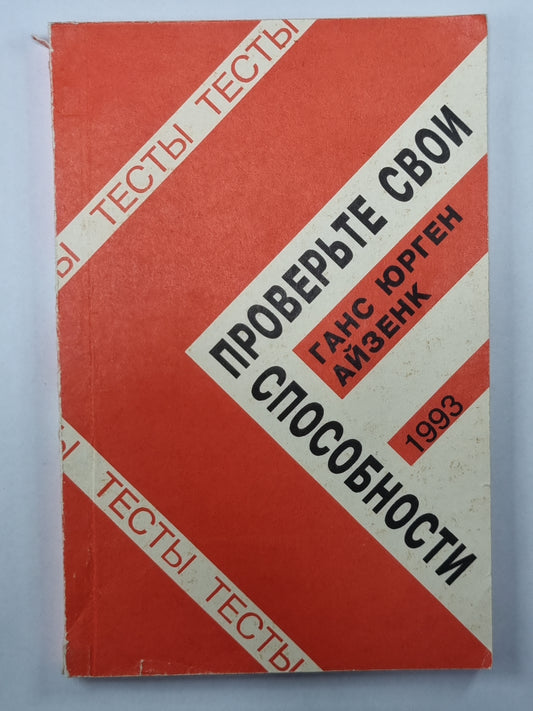 Ы ТЕСТЫ ТЕСТЫ
ПРОВЕРЬТЕ СВОИ
СПОСОБНОСТИ
ГАНС ЮРГЕН
АЙЗЕНК
1993
Ы ТЕСТЫ ТЕСТЫ